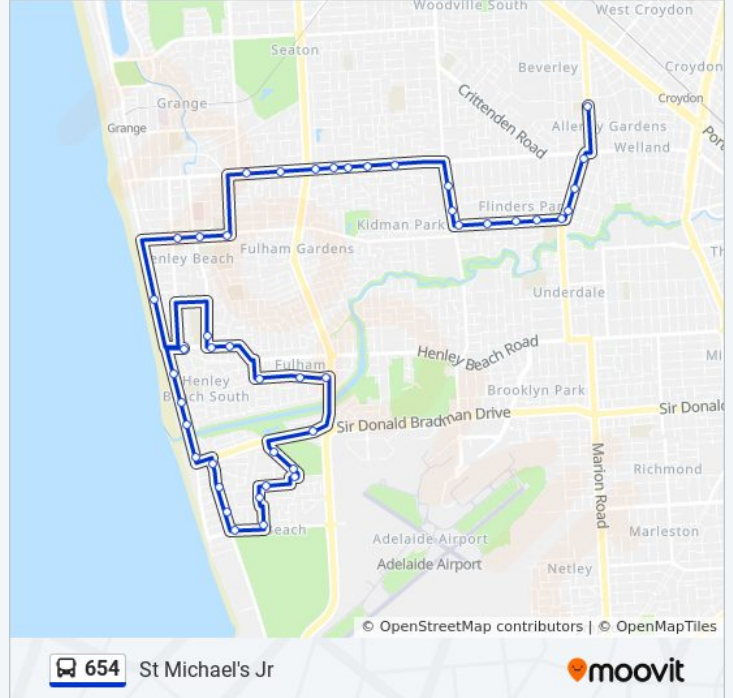 Woodville South
West Croydon
Seaton
Beverley
Croydon
Grange
Crittenden Road
Croydon
Grange
Allenby Gardens
Port
Welland
Flinders Park
Kidman Park
Henley Beach
Fulham Gardens
Th
Underdale
Henley Beach Road
Mi
Fulham
Henley
Beach South
Brooklyn Park
Sir Donald Bradman Drive
Sir Donald
Marion Road
Richmond
Beach
Marleston
Adelaide Airport
Adelaide Airport
Netley
© OpenStreetMap contributors | © OpenMapTiles
654 St Michael's Jr
moovit